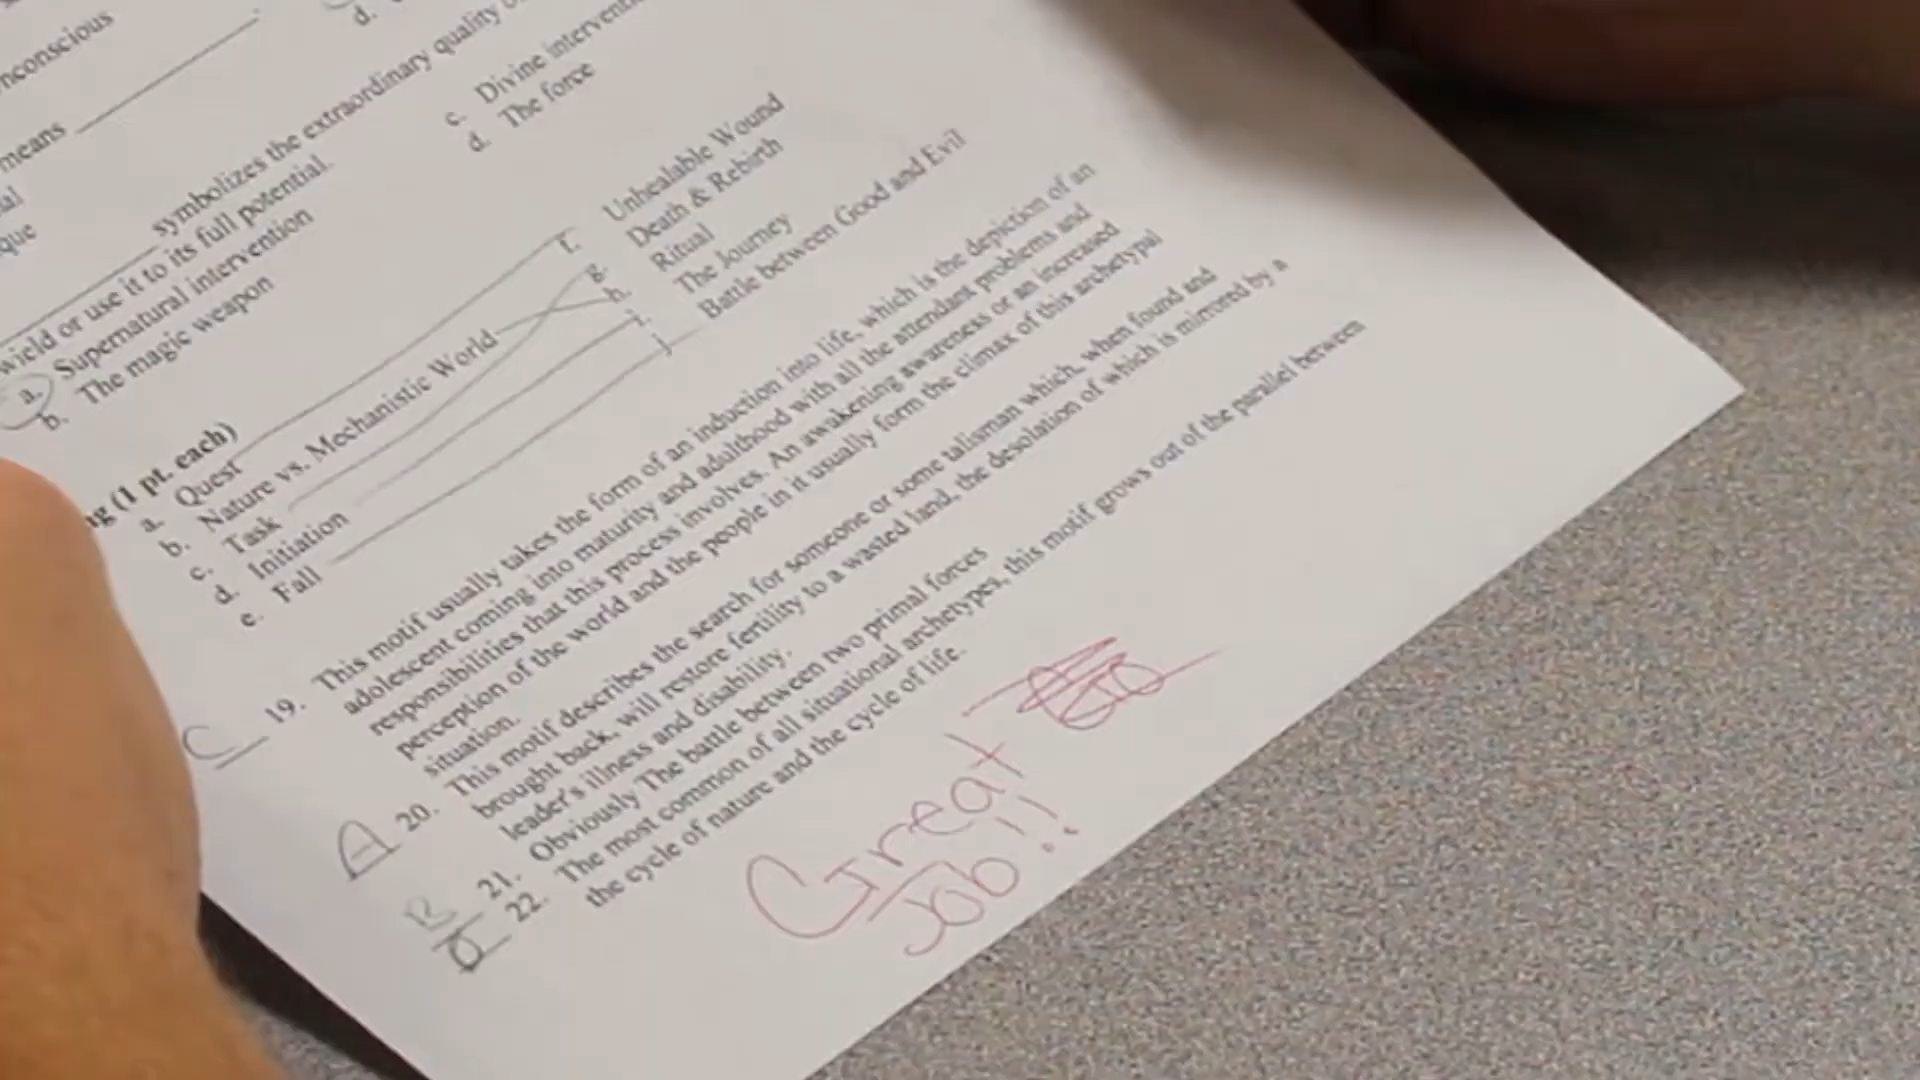 d.
means
symbolizes the extraordinary quality
wield or use it to its full potential.
a. Supernatural intervention
b. The magic weapon
c. Divine
d. The force
(1 pt. each)
a. Quest
b. Nature vs. Mechanistic World
c. Task
d. Initiation
e. Fall
f. Unhealable Wound
g. Death & Rebirth
h. Ritual
i. The Journey
j. Battle between Good and Evil
C 19. This motif usually takes the form of an induction into life, which is the depiction of an
adolescent coming into maturity and adulthood with all the attendant problems and
responsibilities that this process involves. An awakening awareness or an increased
perception of the world and the people in it usually form the climax of this archetypal
situation.
A 20. This motif describes the search for someone or some talisman which, when found and
brought back, will restore fertility to a wasted land, the desolation of which is mirrored by a
leader's illness and disability.
B 21. Obviously The battle between two primal forces
22. The most common of all situational archetypes, this motif grows out of the parallel between
the cycle of nature and the cycle of life.
Great
Job!!